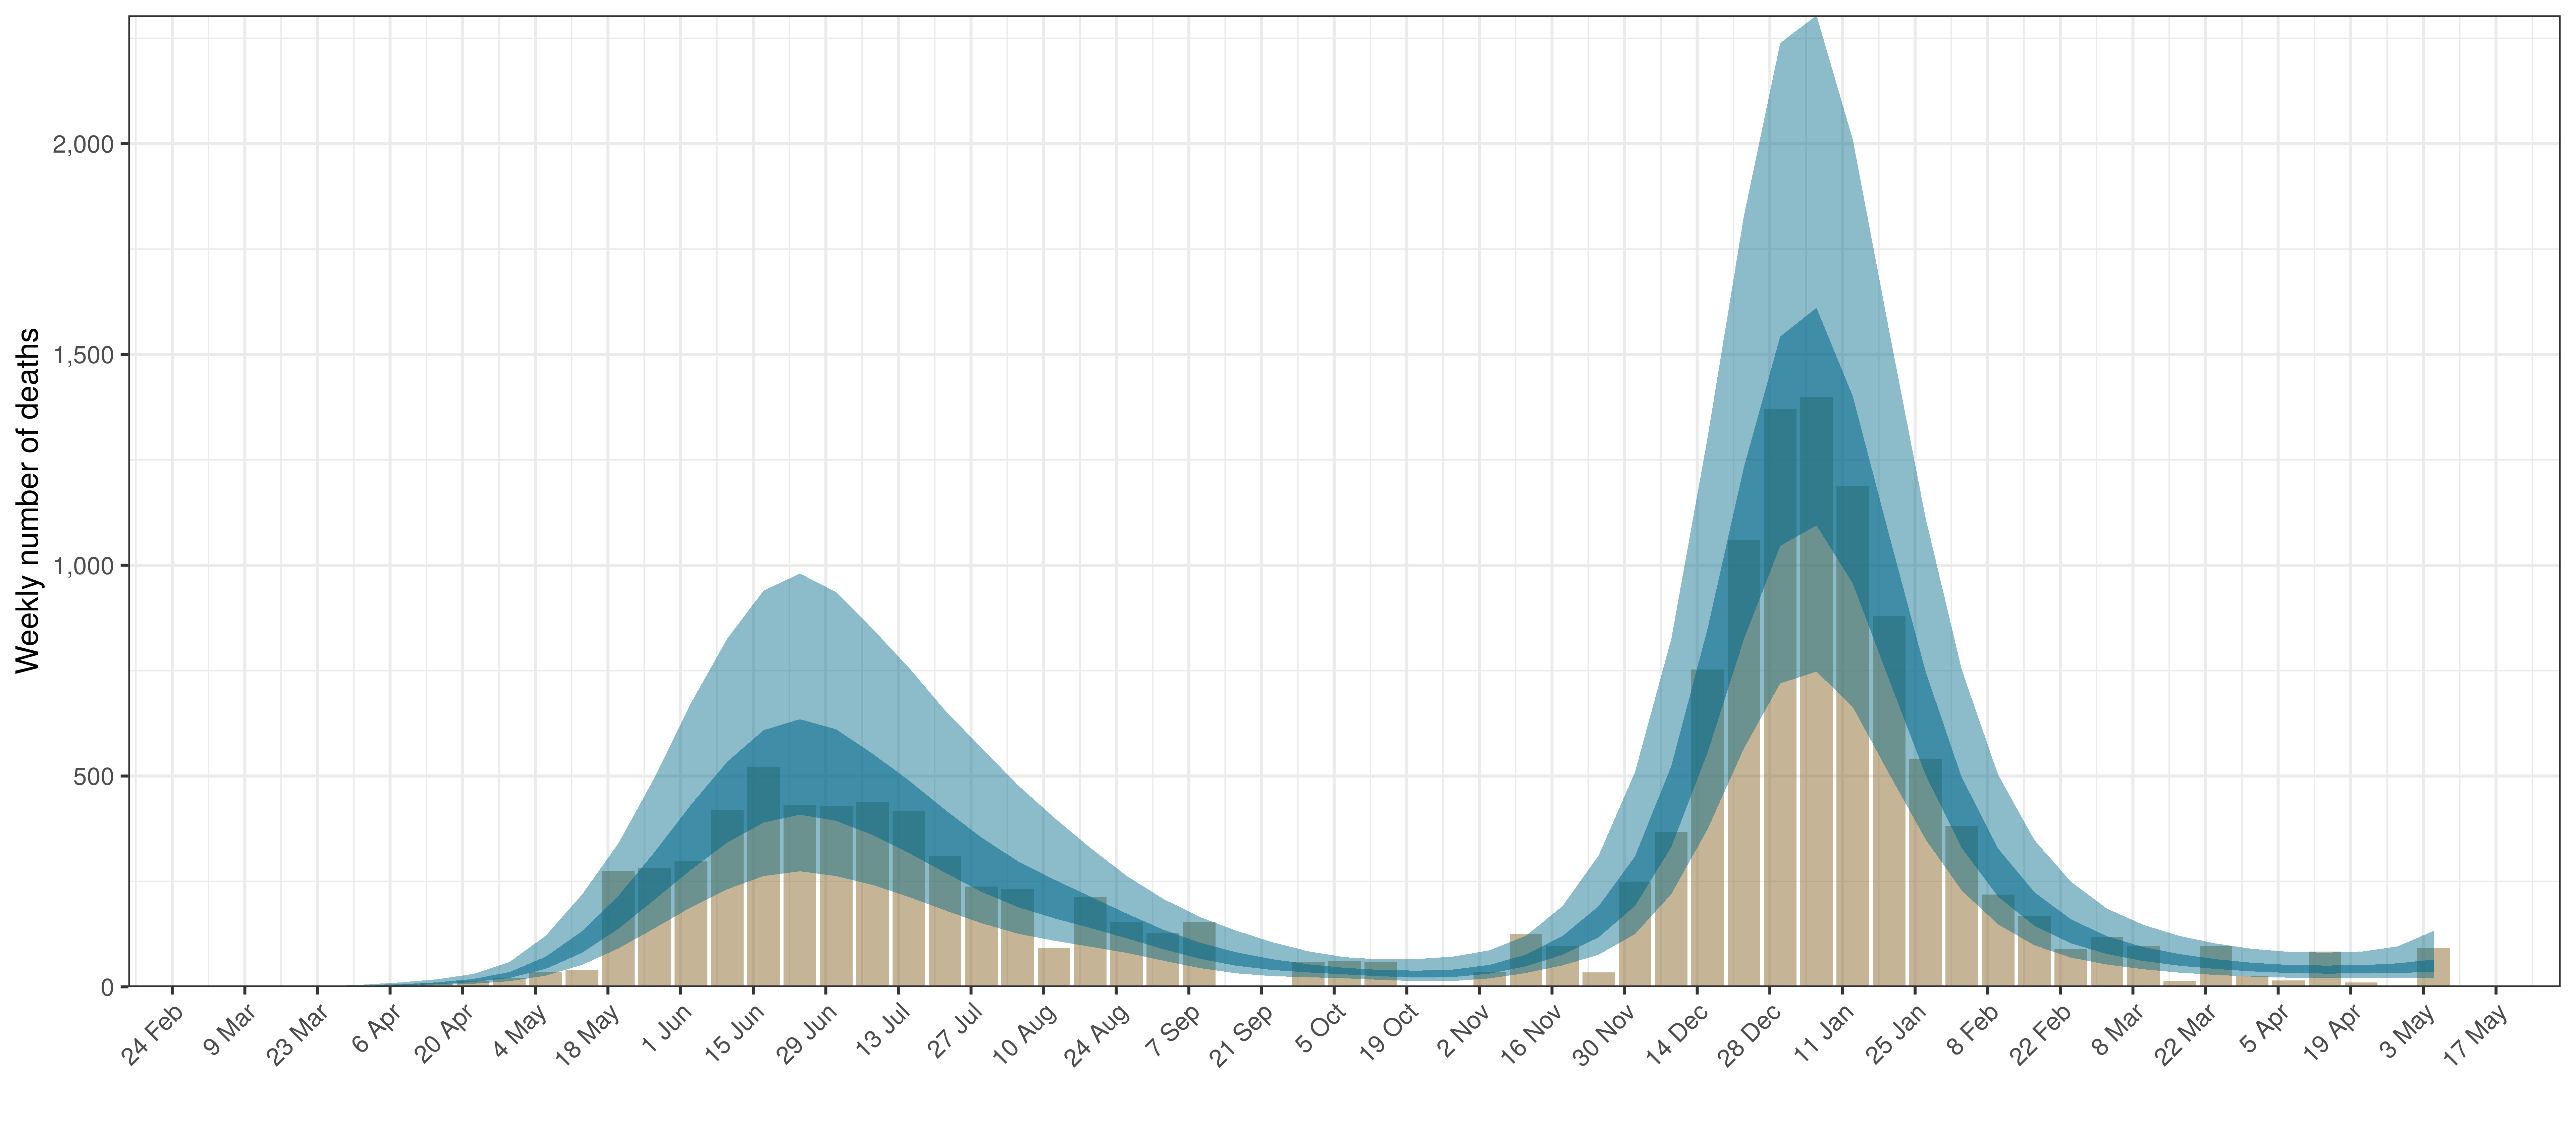 Weekly number of deaths
2,000
1,500
1,000
500
0
24 Feb
9 Mar
23 Mar
6 Apr
20 Apr
4 May
18 May
1 Jun
15 Jun
29 Jun
13 Jul
27 Jul
10 Aug
24 Aug
7 Sep
21 Sep
5 Oct
19 Oct
2 Nov
16 Nov
30 Nov
14 Dec
28 Dec
11 Jan
25 Jan
8 Feb
22 Feb
8 Mar
22 Mar
5 Apr
19 Apr
3 May
17 May